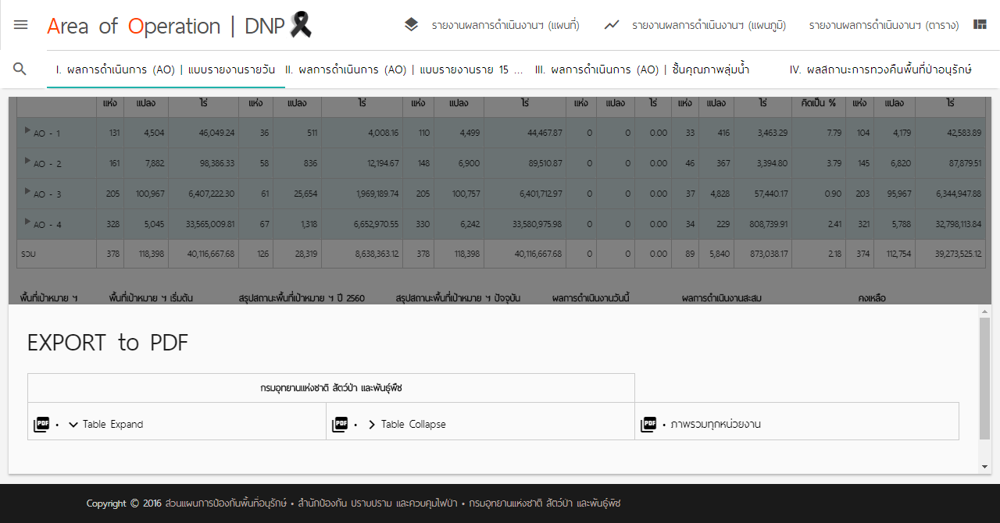 Area of Operation | DNP
รายงานผลการดำเนินงานฯ (แผนที่) รายงานผลการดำเนินงานฯ (แผนภูมิ) รายงานผลการดำเนินงานฯ (ตาราง)
I. ผลการดำเนินการ (AO) | แบบรายงานรายวัน II. ผลการดำเนินการ (AO) | แบบรายงานราย 15 ... III. ผลการดำเนินการ (AO) | ชั้นคุณภาพลุ่มน้ำ IV. ผลสถานะการทวงคืนพื้นที่ป่าอนุรักษ์
แห่ง แปลง ไร่ แห่ง แปลง ไร่ แห่ง แปลง ไร่ แห่ง แปลง ไร่ แห่ง แปลง ไร่ คิดเป็น % แห่ง แปลง ไร่
AO - 1 131 4,504 46,049.24 36 511 4,008.16 110 4,499 44,467.87 0 0 0.00 33 416 3,463.29 7.79 104 4,179 42,583.89
AO - 2 161 7,882 98,386.33 58 836 12,194.67 148 6,900 89,510.87 0 0 0.00 46 367 3,394.80 3.79 145 6,820 87,879.51
AO - 3 205 100,967 6,407,222.30 61 25,654 1,969,189.74 205 100,757 6,401,712.97 0 0 0.00 37 4,828 57,440.17 0.90 203 95,967 6,344,947.88
AO - 4 328 5,045 33,565,009.81 67 1,318 6,652,970.55 330 6,242 33,580,975.98 0 0 0.00 34 229 808,739.91 2.41 321 5,788 32,798,113.84
รวม 378 118,398 40,116,667.68 126 28,319 8,638,363.12 378 118,398 40,116,667.68 0 0 0.00 89 5,840 873,038.17 2.18 374 112,754 39,273,525.12
พื้นที่เป้าหมาย ฯ พื้นที่เป้าหมาย ฯ เริ่มต้น สรุปสถานะพื้นที่เป้าหมาย ฯ ปี 2560 สรุปสถานะพื้นที่เป้าหมาย ฯ ปัจจุบัน ผลการดำเนินงานวันนี้ ผลการดำเนินงานสะสม คงเหลือ
EXPORT to PDF
กรมอุทยานแห่งชาติ สัตว์ป่า และพันธุ์พืช
PDF • Table Expand PDF • Table Collapse PDF • ภาพรวมทุกหน่วยงาน
Copyright © 2016 ส่วนแผนการป้องกันพื้นที่อนุรักษ์ • สำนักป้องกัน ปราบปราม และควบคุมไฟป่า • กรมอุทยานแห่งชาติ สัตว์ป่า และพันธุ์พืช